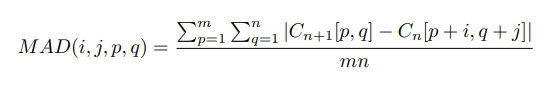 MAD(i, j, p, q) = \frac{\sum_{p=1}^{m} \sum_{q=1}^{n} |C_{n+1}[p, q] - C_n[p + i, q + j]|}{mn}